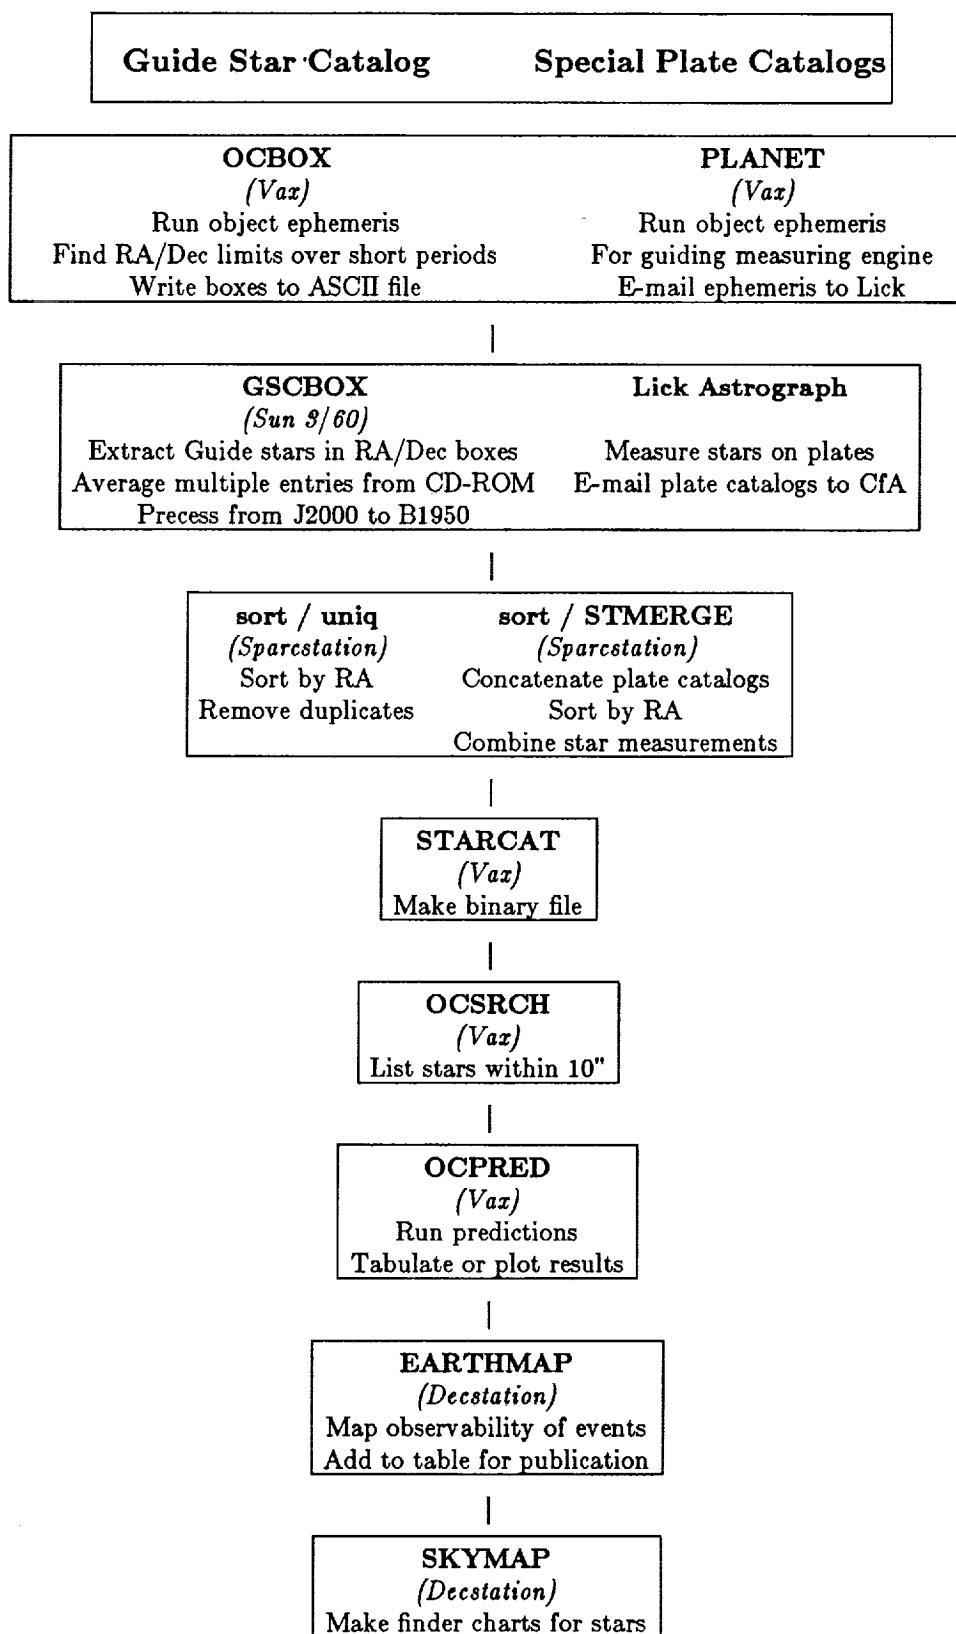 Guide Star Catalog Special Plate Catalogs
OCBOX
(Vax)
Run object ephemeris
Find RA/Dec limits over short periods
Write boxes to ASCII file
PLANET
(Vax)
Run object ephemeris
For guiding measuring engine
E-mail ephemeris to Lick
GSCBOX
(Sun 3/60)
Extract Guide stars in RA/Dec boxes
Average multiple entries from CD-ROM
Precess from J2000 to B1950
Lick Astrograph
Measure stars on plates
E-mail plate catalogs to CfA
sort / uniq
(Sparcstation)
Sort by RA
Remove duplicates
sort / STMERGE
(Sparcstation)
Concatenate plate catalogs
Sort by RA
Combine star measurements
STARCAT
(Vax)
Make binary file
OCSRCH
(Vax)
List stars within 10"
OCPRED
(Vax)
Run predictions
Tabulate or plot results
EARTHMAP
(Decstation)
Map observability of events
Add to table for publication
SKYMAP
(Decstation)
Make finder charts for stars